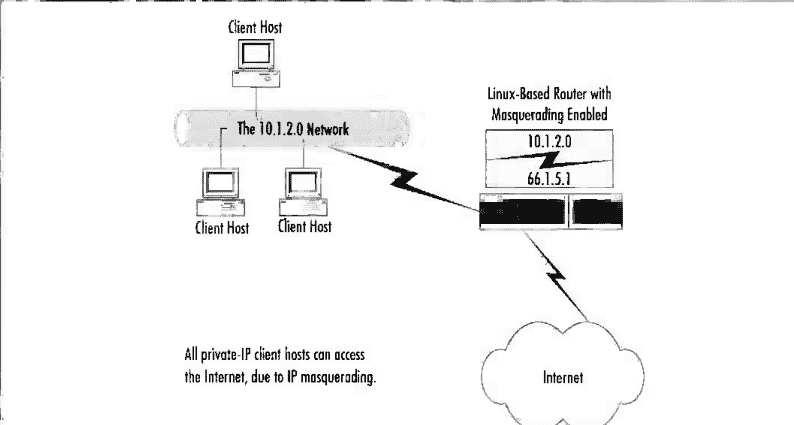 Client Host
The 10.1.2.0 Network
Client Host
Client Host
Linux-Based Router with
Masquerading Enabled
10.1.2.0
66.1.5.1
All private-IP client hosts can access
the Internet, due to IP masquerading.
Internet